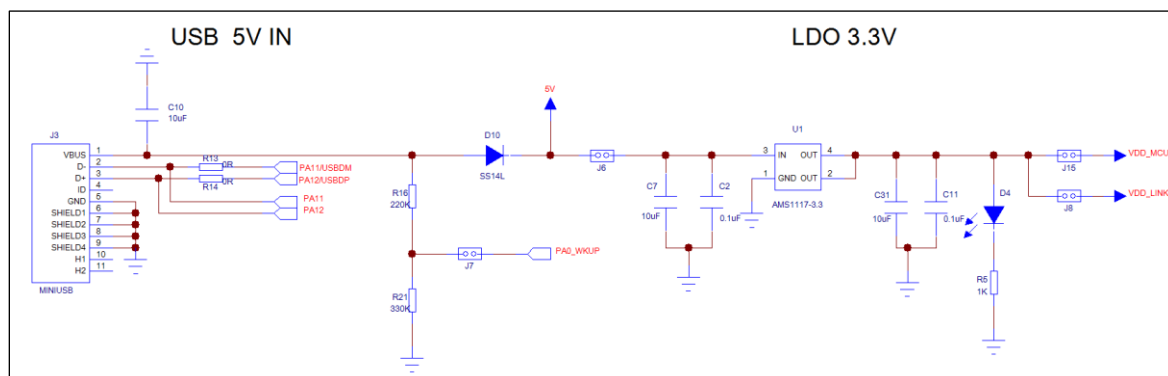 USB 5V IN
LDO 3.3V
C10
10uF
5V
J3
D10
U1
VBUS 1
D- 2
D+ 3
ID 4
GND 5
SHIELD1 6
SHIELD2 7
SHIELD3 8
SHIELD4 9
H1 10
H2 11
MINIUSB
R13 0R
PA11/USBDM
R14 0R
PA12/USBDP
PA11
PA12
SS14L
J6
3 IN OUT 4
1 GND OUT 2
AMS1117-3.3
J15
VDD_MCU
J8
VDD_LINK
R16
220K
C7
10uF
C2
0.1uF
C31
10uF
C11
0.1uF
D4
J7
PA0_WKUP
R21
330K
R5
1K